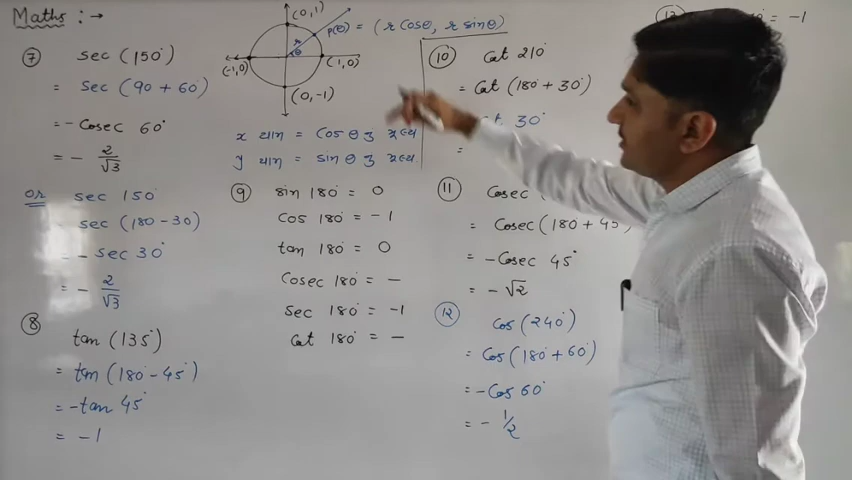 Maths :- →
(0,1)
P(θ) = (r cosθ, r sinθ)
r
θ
(-1,0)
(1,0)
(0,-1)
x यान = cosθ नु मूल्य
y यान = sinθ नु मूल्य
⑦ sec (150°)
= sec (90 + 60°)
= - cosec 60°
= - 2/√3
or sec 150°
sec (180 - 30)
- sec 30°
= - 2/√3
⑧ tan (135°)
= tan (180° - 45°)
= - tan 45°
= -1
⑨ sin 180° = 0
cos 180° = -1
tan 180° = 0
cosec 180° = -
sec 180° = -1
cot 180° = -
⑩ cot 210°
= cot (180° + 30°)
cot 30°
=
⑪ cosec (
= cosec (180° + 45°
= - cosec 45°
= - √2
⑫ cos (240°)
= cos (180° + 60°)
= - cos 60°
= - 1/2
⑬
= -1